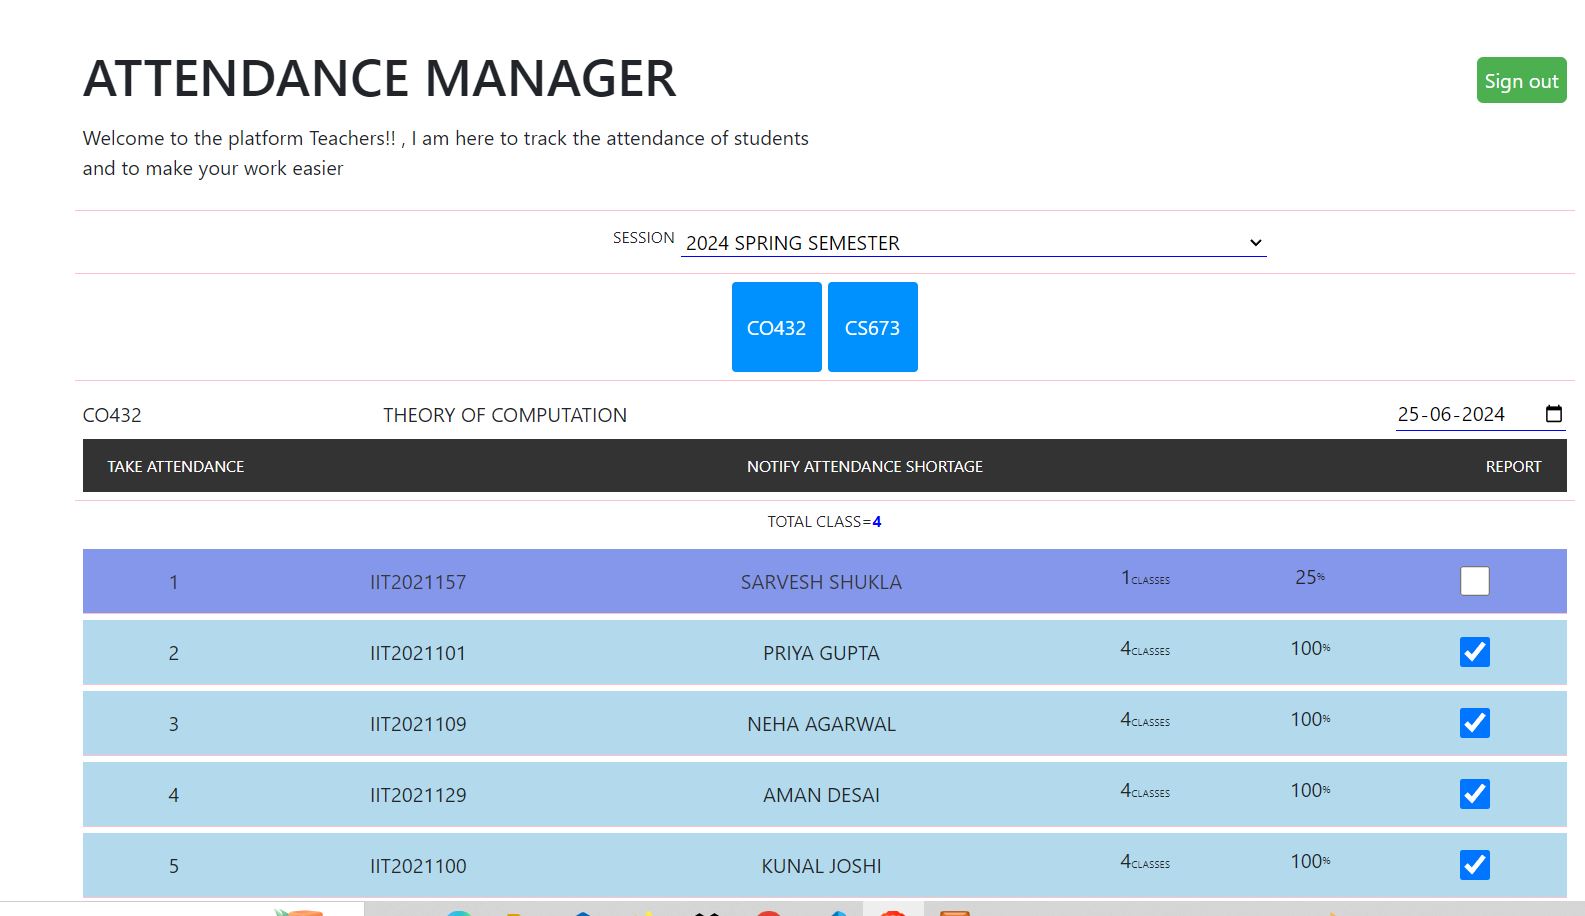 ATTENDANCE MANAGER
Sign out
Welcome to the platform Teachers!! , I am here to track the attendance of students
and to make your work easier
SESSION 2024 SPRING SEMESTER
CO432 CS673
CO432 THEORY OF COMPUTATION 25-06-2024
TAKE ATTENDANCE NOTIFY ATTENDANCE SHORTAGE REPORT
TOTAL CLASS=4
1 IIT2021157 SARVESH SHUKLA 1CLASSES 25%
2 IIT2021101 PRIYA GUPTA 4CLASSES 100%
3 IIT2021109 NEHA AGARWAL 4CLASSES 100%
4 IIT2021129 AMAN DESAI 4CLASSES 100%
5 IIT2021100 KUNAL JOSHI 4CLASSES 100%